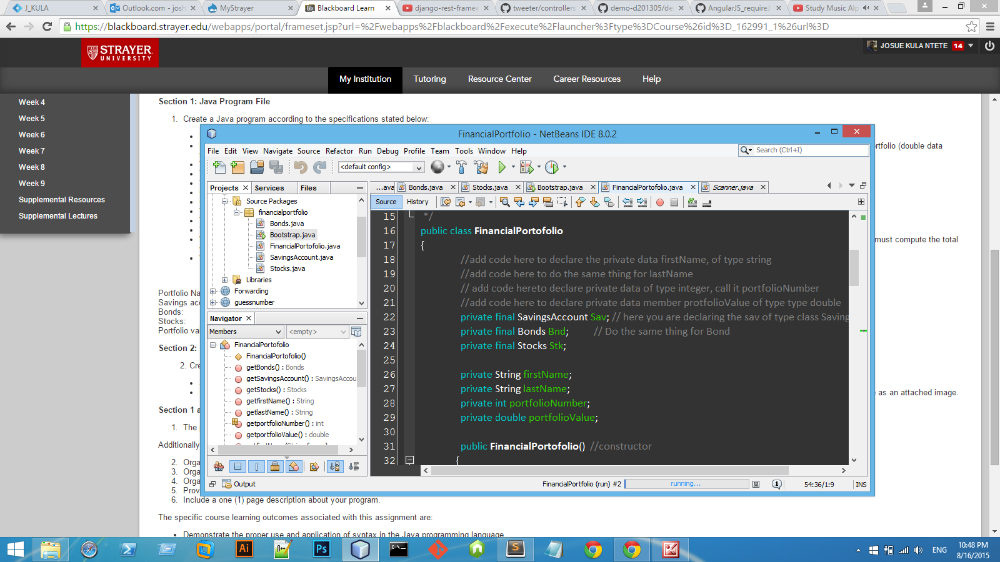 J_KULA
Outlook.com - josh
MyStrayer
Blackboard Learn
django-rest-framew
tweeter/controllers
demo-d201305/de
AngularJS_requireJ
Study Music Alp
https://blackboard.strayer.edu/webapps/portal/frameset.jsp?url=%2Fwebapps%2Fblackboard%2Fexecute%2Flauncher%3Ftype%3DCourse%26id%3D_162991_1%26url%3D
STRAYER
UNIVERSITY
JOSUE KULA NTETE 14
My Institution Tutoring Resource Center Career Resources Help
Week 4
Week 5
Week 6
Week 7
Week 8
Week 9
Supplemental Resources
Supplemental Lectures
Section 1: Java Program File
1. Create a Java program according to the specifications stated below:
rtfolio (double data
must compute the total
Portfolio Na
Savings acc
Bonds:
Stocks:
Portfolio va
Section 2:
2. Cre
e as an attached image.
Section 1 a
1. The
Additionally
2. Orga
3. Orga
4. Orga
5. Prov
6. Include a one (1) page description about your program.
The specific course learning outcomes associated with this assignment are:
Demonstrate the proper use and application of syntax in the Java programming language
FinancialPortfolio - NetBeans IDE 8.0.2
File Edit View Navigate Source Refactor Run Debug Profile Team Tools Window Help
Search (Ctrl+I)
<default config>
Projects Services Files
Source Packages
financialportfolio
Bonds.java
Bootstrap.java
FinancialPortofolio.java
SavingsAccount.java
Stocks.java
Libraries
Forwarding
guessnumber
Navigator
Members <empty>
FinancialPortofolio
FinancialPortofolio()
getBonds() : Bonds
getSavingsAccount() : SavingsAccou
getStocks() : Stocks
getfirstName() : String
getlastName() : String
getportfolioNumber() : int
getportfolioValue() : double
...ava Bonds.java Stocks.java Bootstrap.java FinancialPortofolio.java Scanner.java
Source History
15 */
16 public class FinancialPortofolio
17 {
18 //add code here to declare the private data firstName, of type string
19 //add code here to do the same thing for lastName
20 // add code hereto declare private data of type integer, call it portfolioNumber
21 //add code here to declare private data member protfolioValue of type type double
22 private final SavingsAccount Sav; // here you are declaring the sav of type class Saving
23 private final Bonds Bnd; // Do the same thing for Bond
24 private final Stocks Stk;
25
26 private String firstName;
27 private String lastName;
28 private int portfolioNumber;
29 private double portfolioValue;
30
31 public FinancialPortofolio() //constructor
32 {
Output
FinancialPortfolio (run) #2 running... 1 54:36/1:9 INS
Ai Ps
ENG
10:48 PM
8/16/2015